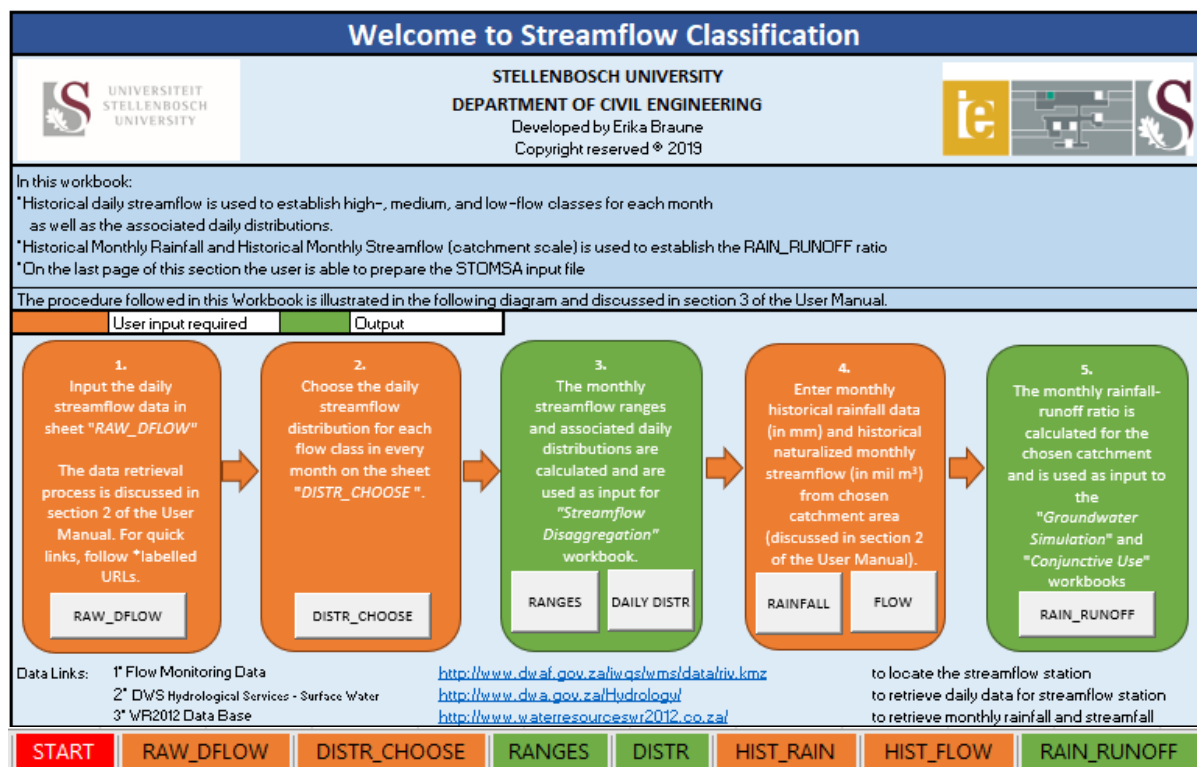 Welcome to Streamflow Classification
UNIVERSITEIT
STELLENBOSCH
UNIVERSITY
STELLENBOSCH UNIVERSITY
DEPARTMENT OF CIVIL ENGINEERING
Developed by Erika Braune
Copyright reserved ® 2019
ie
In this workbook:
*Historical daily streamflow is used to establish high-, medium, and low-flow classes for each month
as well as the associated daily distributions.
*Historical Monthly Rainfall and Historical Monthly Streamflow (catchment scale) is used to establish the RAIN_RUNOFF ratio
*On the last page of this section the user is able to prepare the STOMSA input file
The procedure followed in this Workbook is illustrated in the following diagram and discussed in section 3 of the User Manual.
User input required
Output
1.
Input the daily
streamflow data in
sheet "RAW_DFLOW"
The data retrieval
process is discussed in
section 2 of the User
Manual. For quick
links, follow *labelled
URLs.
RAW_DFLOW
2.
Choose the daily
streamflow
distribution for each
flow class in every
month on the sheet
"DISTR_CHOOSE ".
DISTR_CHOOSE
3.
The monthly
streamflow ranges
and associated daily
distributions are
calculated and are
used as input for
"Streamflow
Disaggregation"
workbook.
RANGES
DAILY DISTR
4.
Enter monthly
historical rainfall data
(in mm) and historical
naturalized monthly
streamflow (in mil m³)
from chosen
catchment area
(discussed in section 2
of the User Manual).
RAINFALL
FLOW
5.
The monthly rainfall-
runoff ratio is
calculated for the
chosen catchment
and is used as input to
the
"Groundwater
Simulation" and
"Conjunctive Use"
workbooks
RAIN_RUNOFF
Data Links:
1* Flow Monitoring Data
http://www.dwaf.gov.za/iwqs/wms/data/riv.kmz
to locate the streamflow station
2* DWS Hydrological Services - Surface Water
http://www.dwa.gov.za/Hydrology/
to retrieve daily data for streamflow station
3* WR2012 Data Base
http://www.waterresourceswr2012.co.za/
to retrieve monthly rainfall and streamfall
START
RAW_DFLOW
DISTR_CHOOSE
RANGES
DISTR
HIST_RAIN
HIST_FLOW
RAIN_RUNOFF